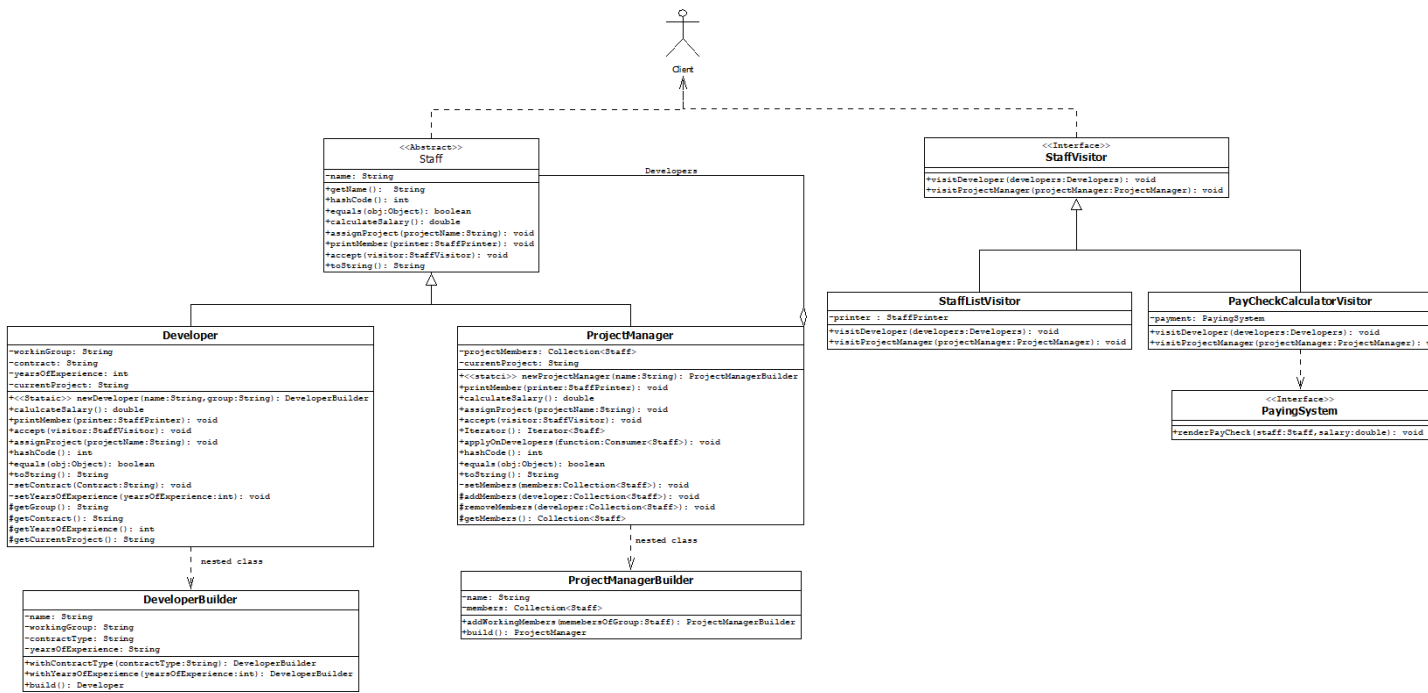 Client
<<Abstract>>
Staff
-name: String
+getName(): String
+hashCode(): int
+equals(obj:Object): boolean
+calculateSalary(): double
+assignProject(projectName:String): void
+printMember(printer:StaffPrinter): void
+accept(visitor:StaffVisitor): void
+toString(): String
Developers
<<Interface>>
StaffVisitor
+visitDeveloper(developers:Developers): void
+visitProjectManager(projectManager:ProjectManager): void
StaffListVisitor
-printer : StaffPrinter
+visitDeveloper(developers:Developers): void
+visitProjectManager(projectManager:ProjectManager): void
PayCheckCalculatorVisitor
-payment: PayingSystem
+visitDeveloper(developers:Developers): void
+visitProjectManager(projectManager:ProjectManager): v
<<Interface>>
PayingSystem
+renderPayCheck(staff:Staff,salary:double): void
Developer
-workinGroup: String
-contract: String
-yearsOfExperience: int
-currentProject: String
+<<Stataic>> newDeveloper(name:String,group:String): DeveloperBuilder
+calulcateSalary(): double
+printMember(printer:StaffPrinter): void
+accept(visitor:StaffVisitor): void
+assignProject(projectName:String): void
+hashCode(): int
+equals(obj:Object): boolean
+toString(): String
-setContract(Contract:String): void
-setYearsOfExperience(yearsOfExperience:int): void
#getGroup(): String
#getContract(): String
#getYearsOfExperience(): int
#getCurrentProject(): String
nested class
DeveloperBuilder
-name: String
-workingGroup: String
-contractType: String
-yearsOfExperience: String
+withContractType(contractType:String): DeveloperBuilder
+withYearsOfExperience(yearsOfExperience:int): DeveloperBuilder
+build(): Developer
ProjectManager
-projectMembers: Collection<Staff>
-currentProject: String
+<<statci>> newProjectManager(name:String): ProjectManagerBuilder
+printMember(printer:StaffPrinter): void
+calculateSalary(): double
+assignProject(projectName:String): void
+accept(visitor:StaffVisitor): void
+Iterator(): Iterator<Staff>
+applyOnDevelopers(function:Consumer<Staff>): void
+hashCode(): int
+equals(obj:Object): boolean
+toString(): String
-setMembers(members:Collection<Staff>): void
#addMembers(developer:Collection<Staff>): void
#removeMembers(developer:Collection<Staff>): void
#getMembers(): Collection<Staff>
nested class
ProjectManagerBuilder
-name: String
-members: Collection<Staff>
+addWorkingMembers(memebersOfGroup:Staff): ProjectManagerBuilder
+build(): ProjectManager